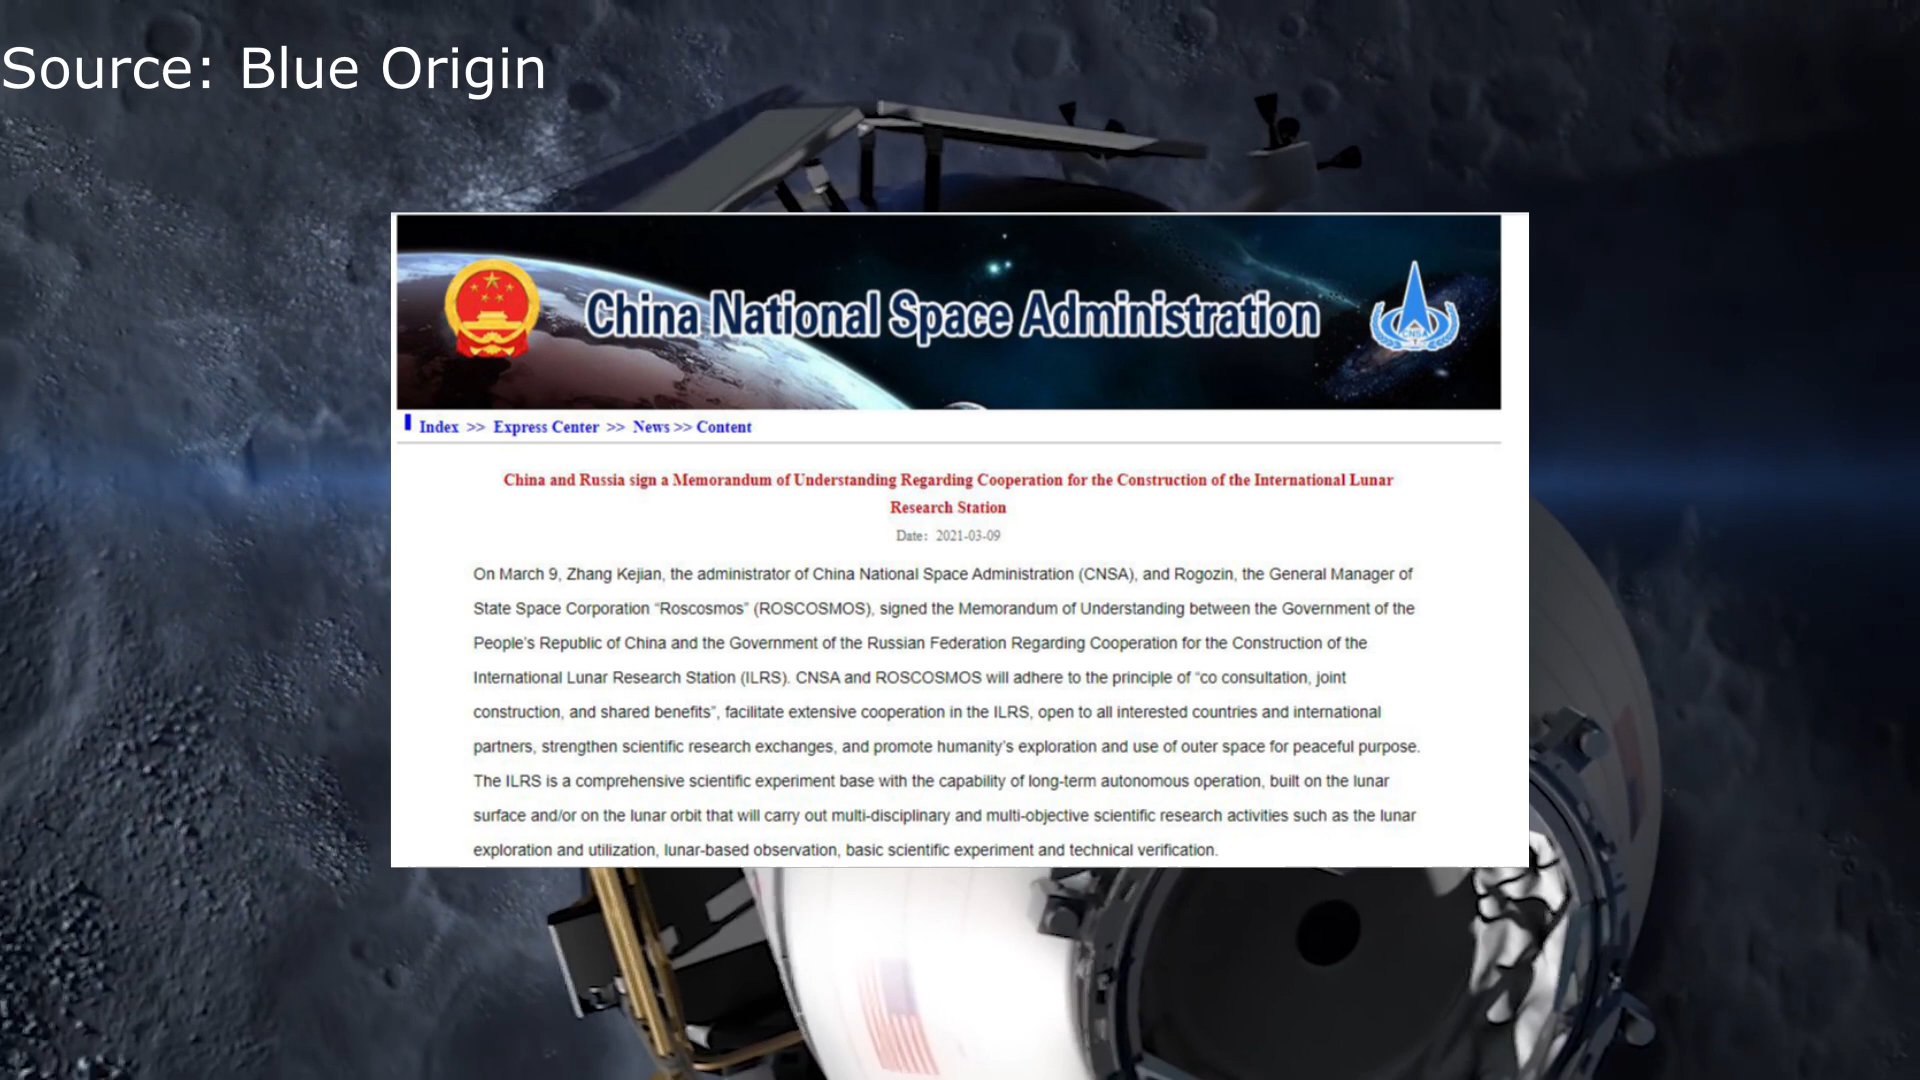 Source: Blue Origin
China National Space Administration
CNSA
Index >> Express Center >> News >> Content
China and Russia sign a Memorandum of Understanding Regarding Cooperation for the Construction of the International Lunar
Research Station
Date: 2021-03-09
On March 9, Zhang Kejian, the administrator of China National Space Administration (CNSA), and Rogozin, the General Manager of
State Space Corporation “Roscosmos” (ROSCOSMOS), signed the Memorandum of Understanding between the Government of the
People’s Republic of China and the Government of the Russian Federation Regarding Cooperation for the Construction of the
International Lunar Research Station (ILRS). CNSA and ROSCOSMOS will adhere to the principle of “co consultation, joint
construction, and shared benefits”, facilitate extensive cooperation in the ILRS, open to all interested countries and international
partners, strengthen scientific research exchanges, and promote humanity’s exploration and use of outer space for peaceful purpose.
The ILRS is a comprehensive scientific experiment base with the capability of long-term autonomous operation, built on the lunar
surface and/or on the lunar orbit that will carry out multi-disciplinary and multi-objective scientific research activities such as the lunar
exploration and utilization, lunar-based observation, basic scientific experiment and technical verification.